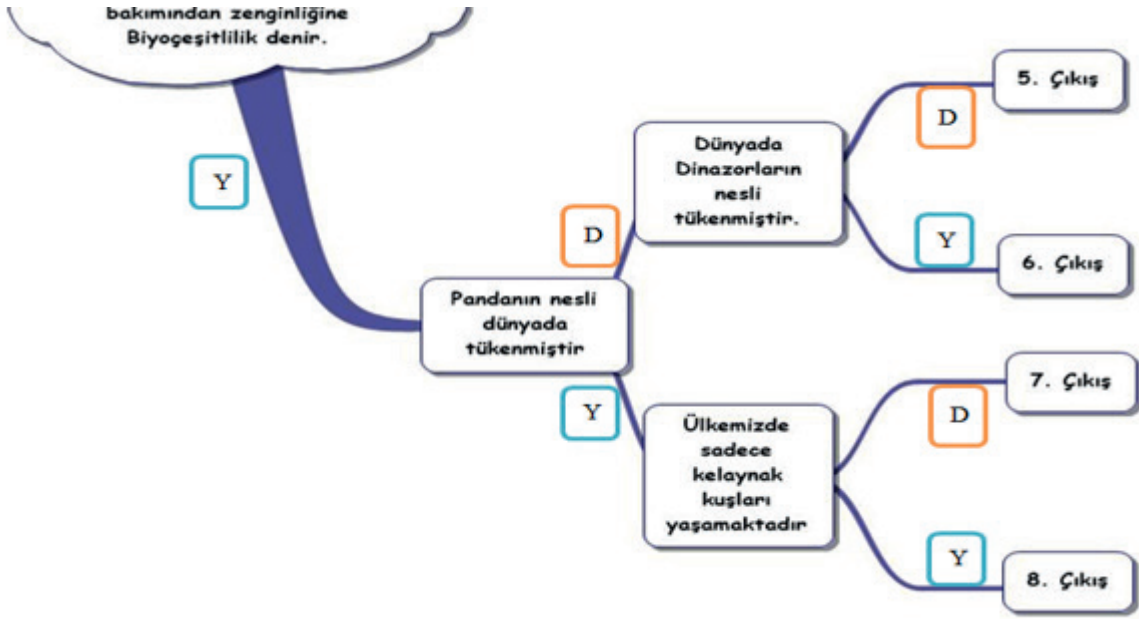 bakımından zenginliğine
Biyoçeşitlilik denir.
Y
Pandanın nesli
dünyada
tükenmiştir
D
Dünyada
Dinazorların
nesli
tükenmiştir.
D
5. Çıkış
Y
6. Çıkış
Y
Ülkemizde
sadece
kelaynak
kuşları
yaşamaktadır
D
7. Çıkış
Y
8. Çıkış